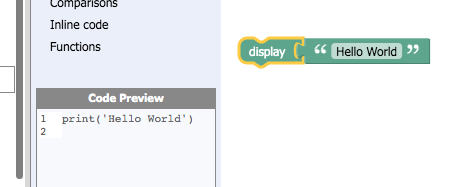 Comparisons
Inline code
Functions
Code Preview
1 print('Hello World')
2
display “ Hello World ”